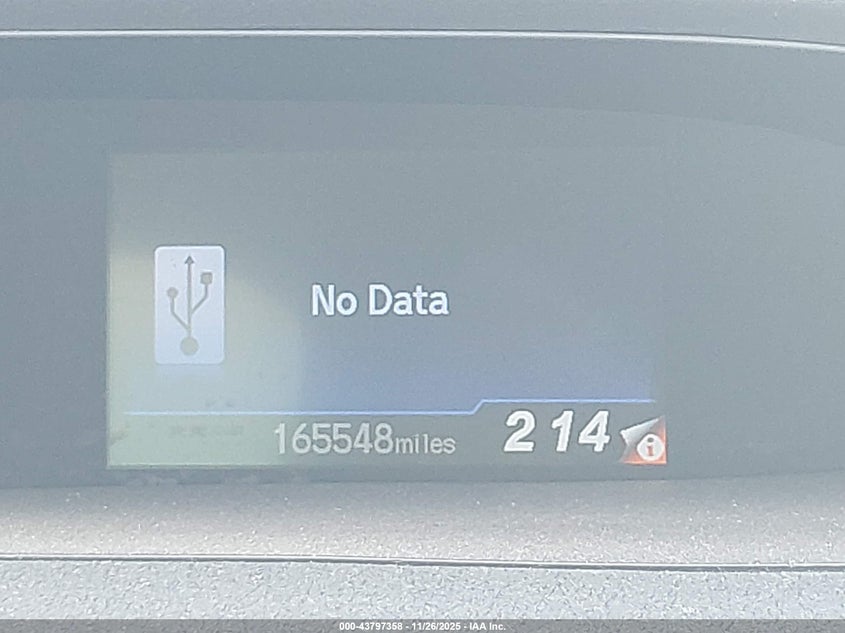 No Data
165548miles
2 14
i
000-43797358 - 11/26/2025 - IAA Inc.